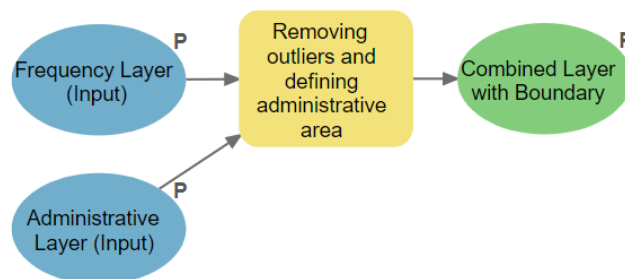 P
Frequency Layer
(Input)
Removing
outliers and
defining
administrative
area
P
Combined Layer
with Boundary
P
Administrative
Layer (Input)